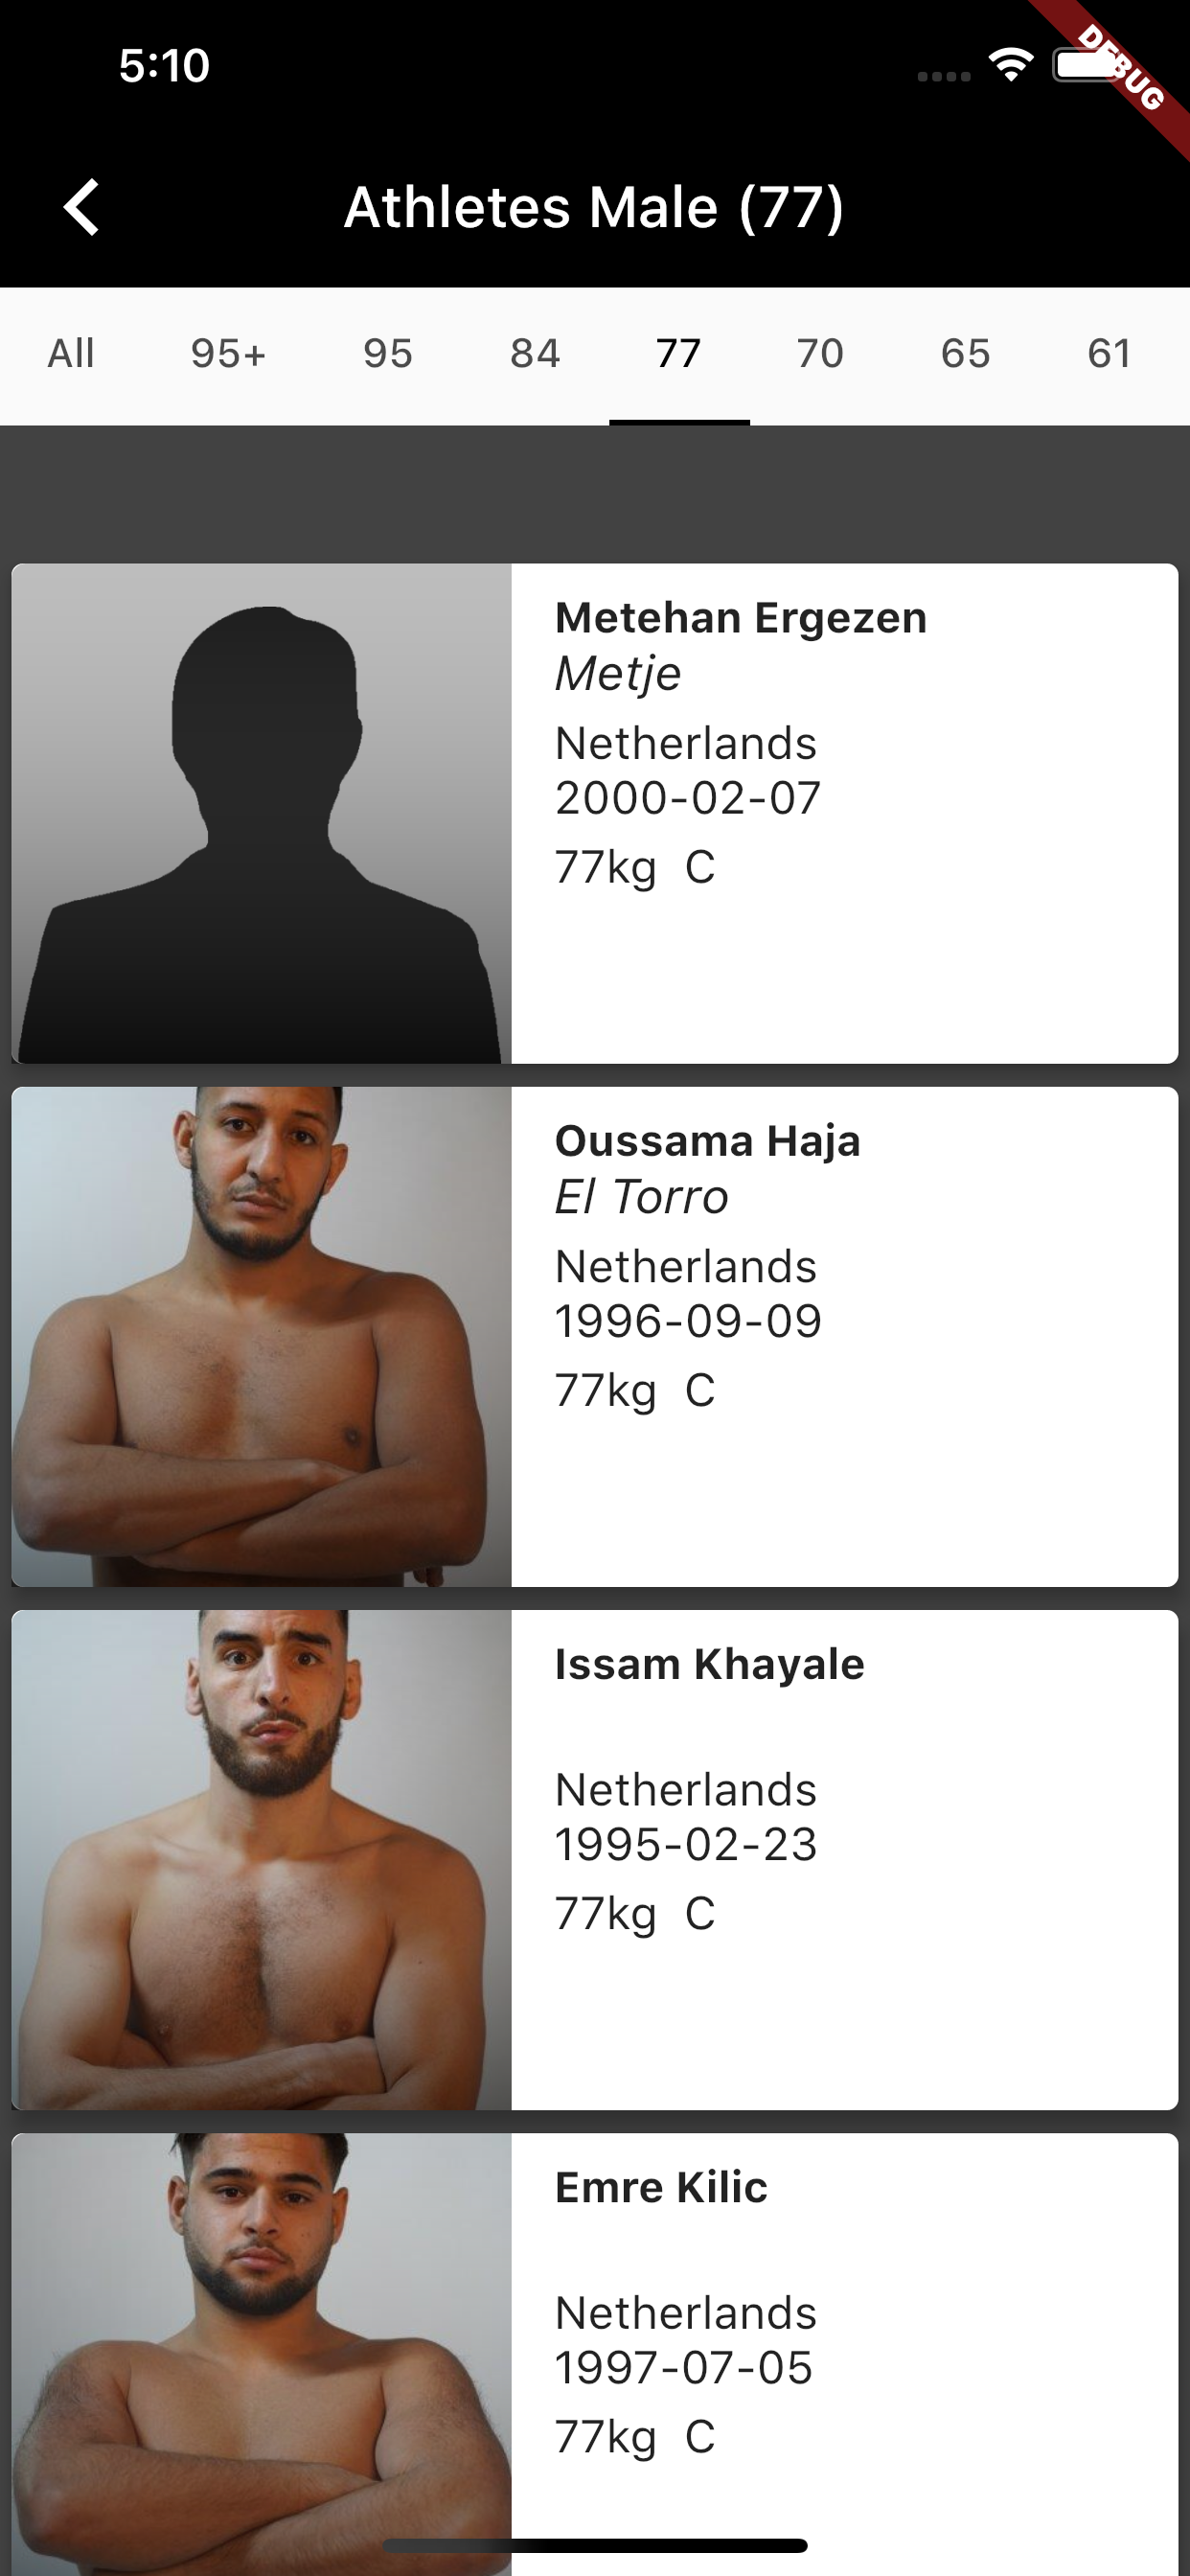 5:10
DEBUG
Athletes Male (77)
All 95+ 95 84 77 70 65 61
Metehan Ergezen
Metje
Netherlands
2000-02-07
77kg C
Oussama Haja
El Torro
Netherlands
1996-09-09
77kg C
Issam Khayale
Netherlands
1995-02-23
77kg C
Emre Kilic
Netherlands
1997-07-05
77kg C